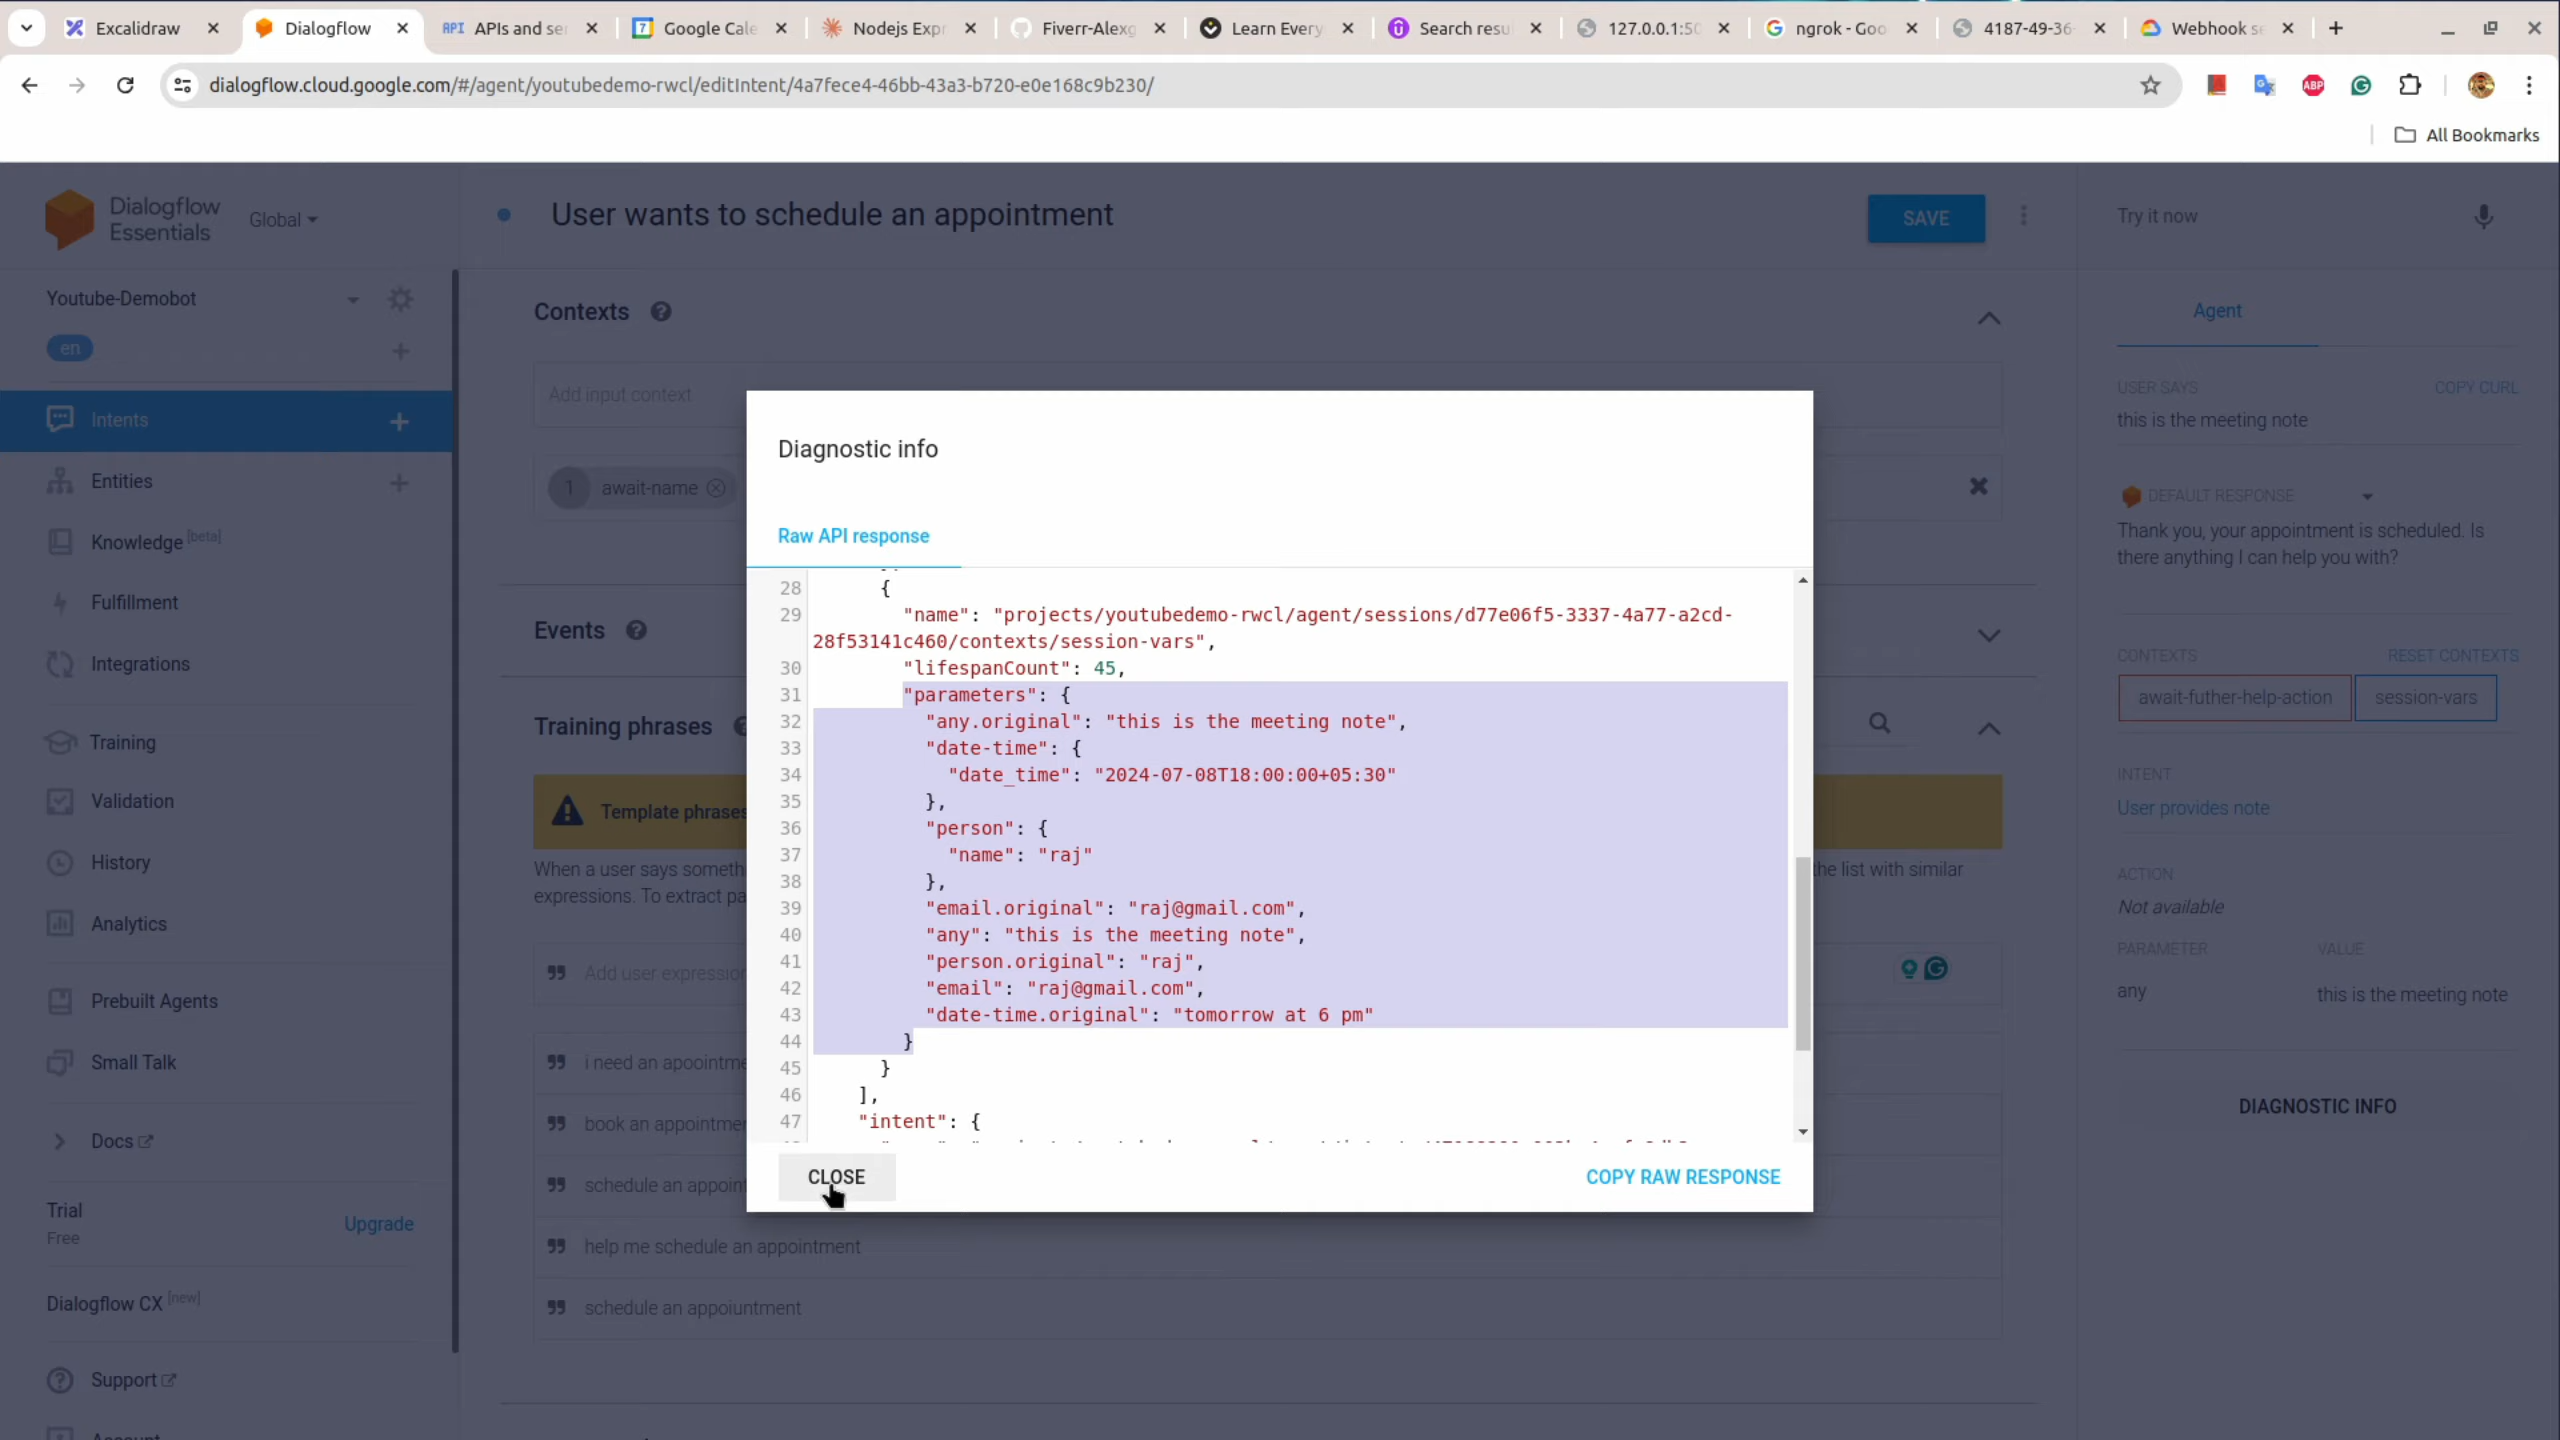 Excalidraw
Dialogflow
APIs and ser
Google Cale
Nodejs Expr
Fiverr-Alexg
Learn Every
Search resu
127.0.0.1:50
ngrok - Goo
4187-49-36-
Webhook se
dialogflow.cloud.google.com/#/agent/youtubedemo-rwcl/editIntent/4a7fece4-46bb-43a3-b720-e0e168c9b230/
ABP
All Bookmarks
Dialogflow
Essentials
Global
Youtube-Demobot
en
Intents
Entities
Knowledge [beta]
Fulfillment
Integrations
Training
Validation
History
Analytics
Prebuilt Agents
Small Talk
Docs
Trial
Free
Upgrade
Dialogflow CX [new]
Support
User wants to schedule an appointment
SAVE
Contexts
Add input context
1 await-name
Events
Training phrases
Template phrases
When a user says someth
the list with similar
expressions. To extract pa
Add user expression
i need an apoointme
book an appointmer
schedule an appoint
help me schedule an appointment
schedule an appoiuntment
Diagnostic info
Raw API response
28 {
29 "name": "projects/youtubedemo-rwcl/agent/sessions/d77e06f5-3337-4a77-a2cd-
28f53141c460/contexts/session-vars",
30 "lifespanCount": 45,
31 "parameters": {
32 "any.original": "this is the meeting note",
33 "date-time": {
34 "date_time": "2024-07-08T18:00:00+05:30"
35 },
36 "person": {
37 "name": "raj"
38 },
39 "email.original": "raj@gmail.com",
40 "any": "this is the meeting note",
41 "person.original": "raj",
42 "email": "raj@gmail.com",
43 "date-time.original": "tomorrow at 6 pm"
44 }
45 }
46 ],
47 "intent": {
CLOSE
COPY RAW RESPONSE
Try it now
Agent
USER SAYS
COPY CURL
this is the meeting note
DEFAULT RESPONSE
Thank you, your appointment is scheduled. Is
there anything I can help you with?
CONTEXTS
RESET CONTEXTS
await-futher-help-action
session-vars
INTENT
User provides note
ACTION
Not available
PARAMETER
VALUE
any
this is the meeting note
DIAGNOSTIC INFO